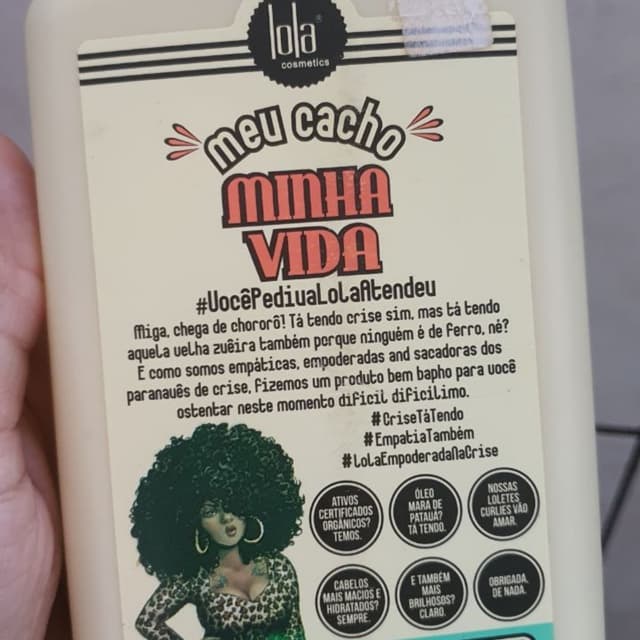 lola
cosmetics
meu cacho
MINHA
VIDA
#VocêPediuaLolaAtendeu
Miga, chega de chororô! Tá tendo crise sim, mas tá tendo
aquela velha zuêira também porque ninguém é de ferro, né?
E como somos empáticas, empoderadas and sacadoras dos
paranauês de crise, fizemos um produto bem bapho para você
ostentar neste momento difícil dificílimo.
#CriseTáTendo
#EmpatiaTambém
#LolaEmpoderadaNaCrise
ATIVOS
CERTIFICADOS
ORGÂNICOS?
TEMOS.
ÓLEO
MARA DE
PATAUÁ?
TÁ TENDO.
NOSSAS
LOLETES
CURLIES VÃO
AMAR.
CABELOS
MAIS MACIOS E
HIDRATADOS?
SEMPRE.
E TAMBÉM
MAIS
BRILHOSOS?
CLARO.
OBRIGADA,
DE NADA.